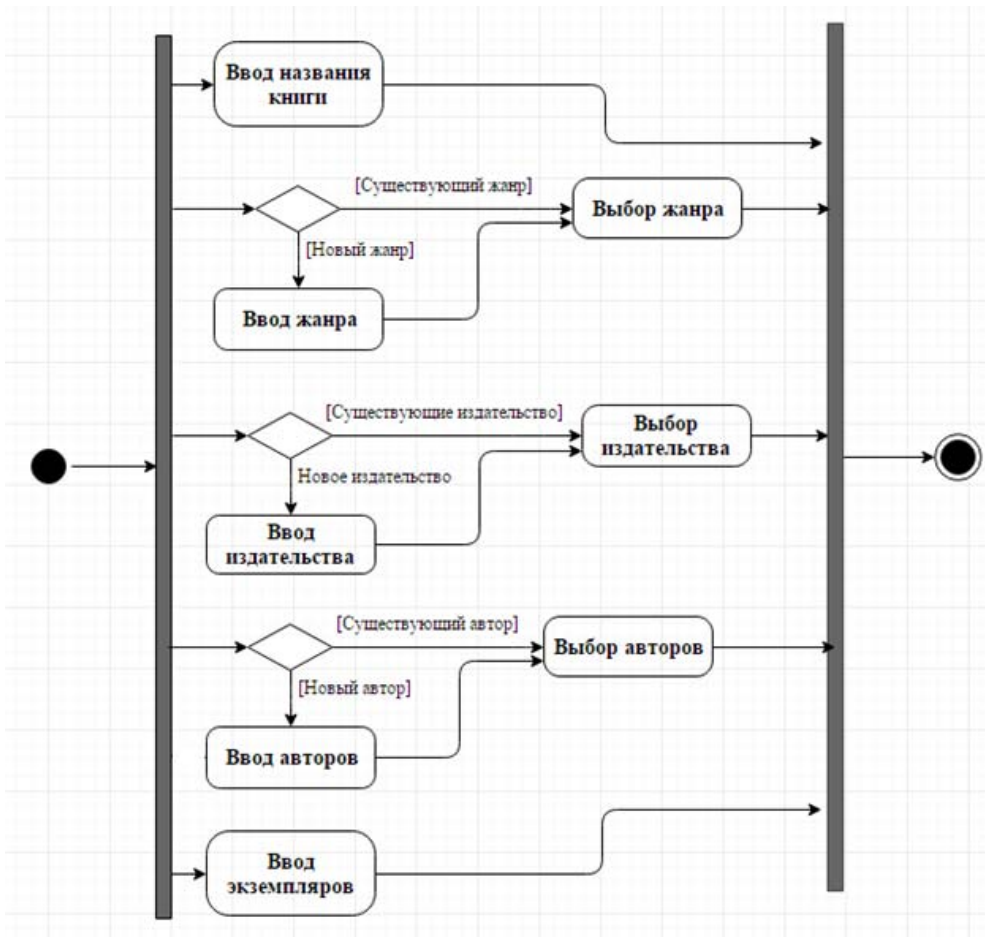 Ввод названия
книги
[Существующий жанр]
Выбор жанра
[Новый жанр]
Ввод жанра
[Существующие издательство]
Выбор
издательства
Новое издательство
Ввод
издательства
[Существующий автор]
Выбор авторов
[Новый автор]
Ввод авторов
Ввод
экземпляров